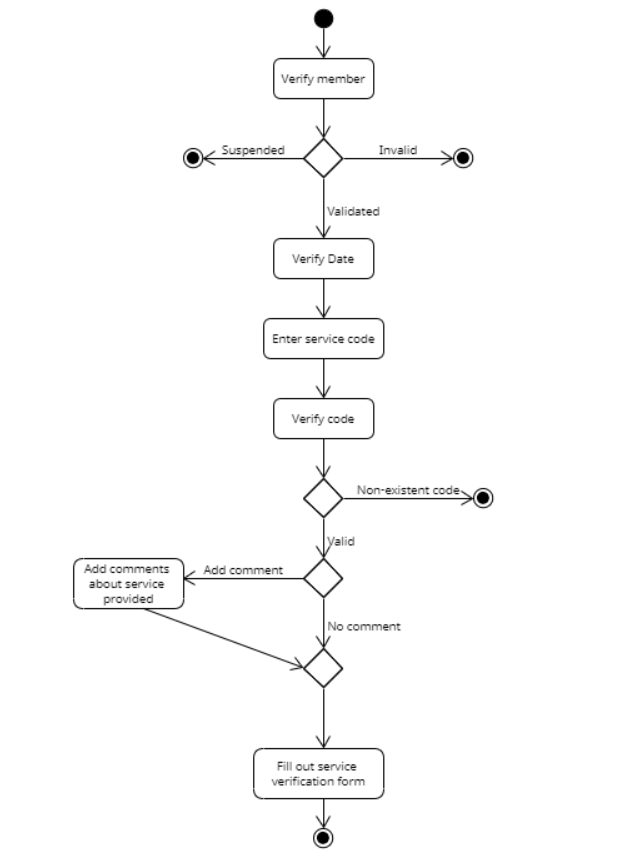 Verify member
Suspended
Invalid
Validated
Verify Date
Enter service code
Verify code
Non-existent code
Valid
Add comment
Add comments
about service
provided
No comment
Fill out service
verification form